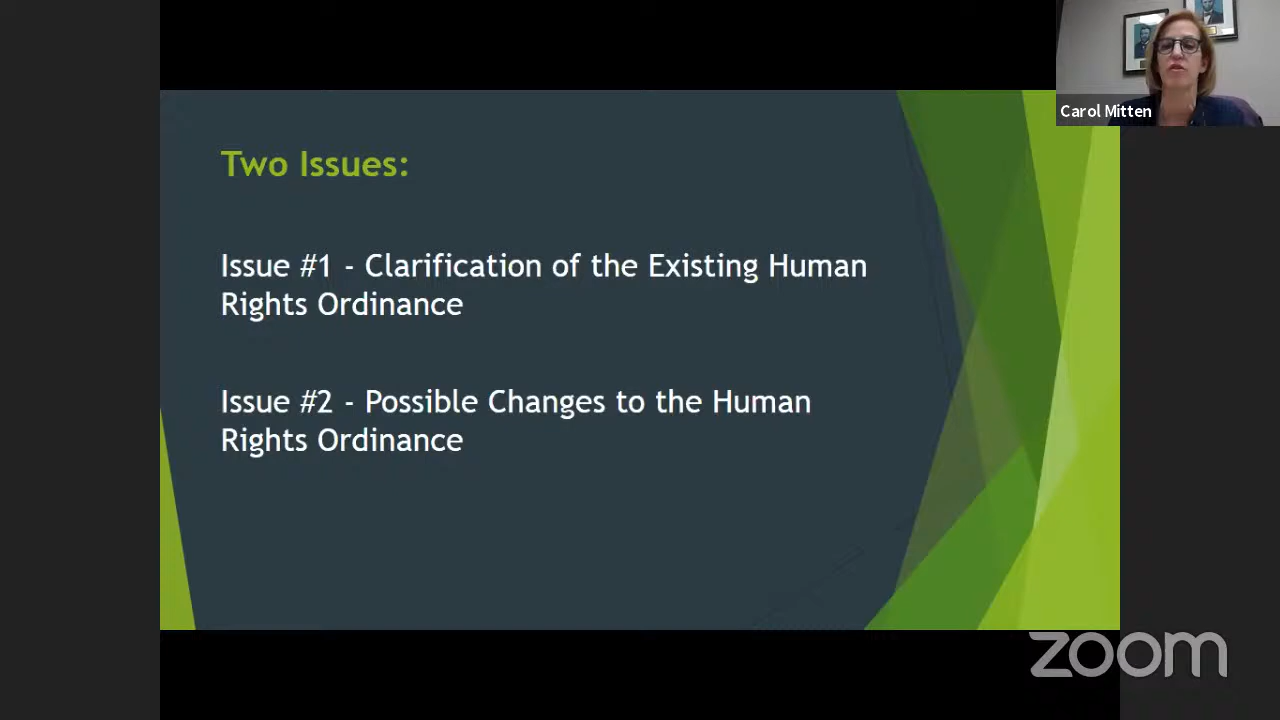 Carol Mitten
Two Issues:
Issue #1 - Clarification of the Existing Human
Rights Ordinance
Issue #2 - Possible Changes to the Human
Rights Ordinance
zoom